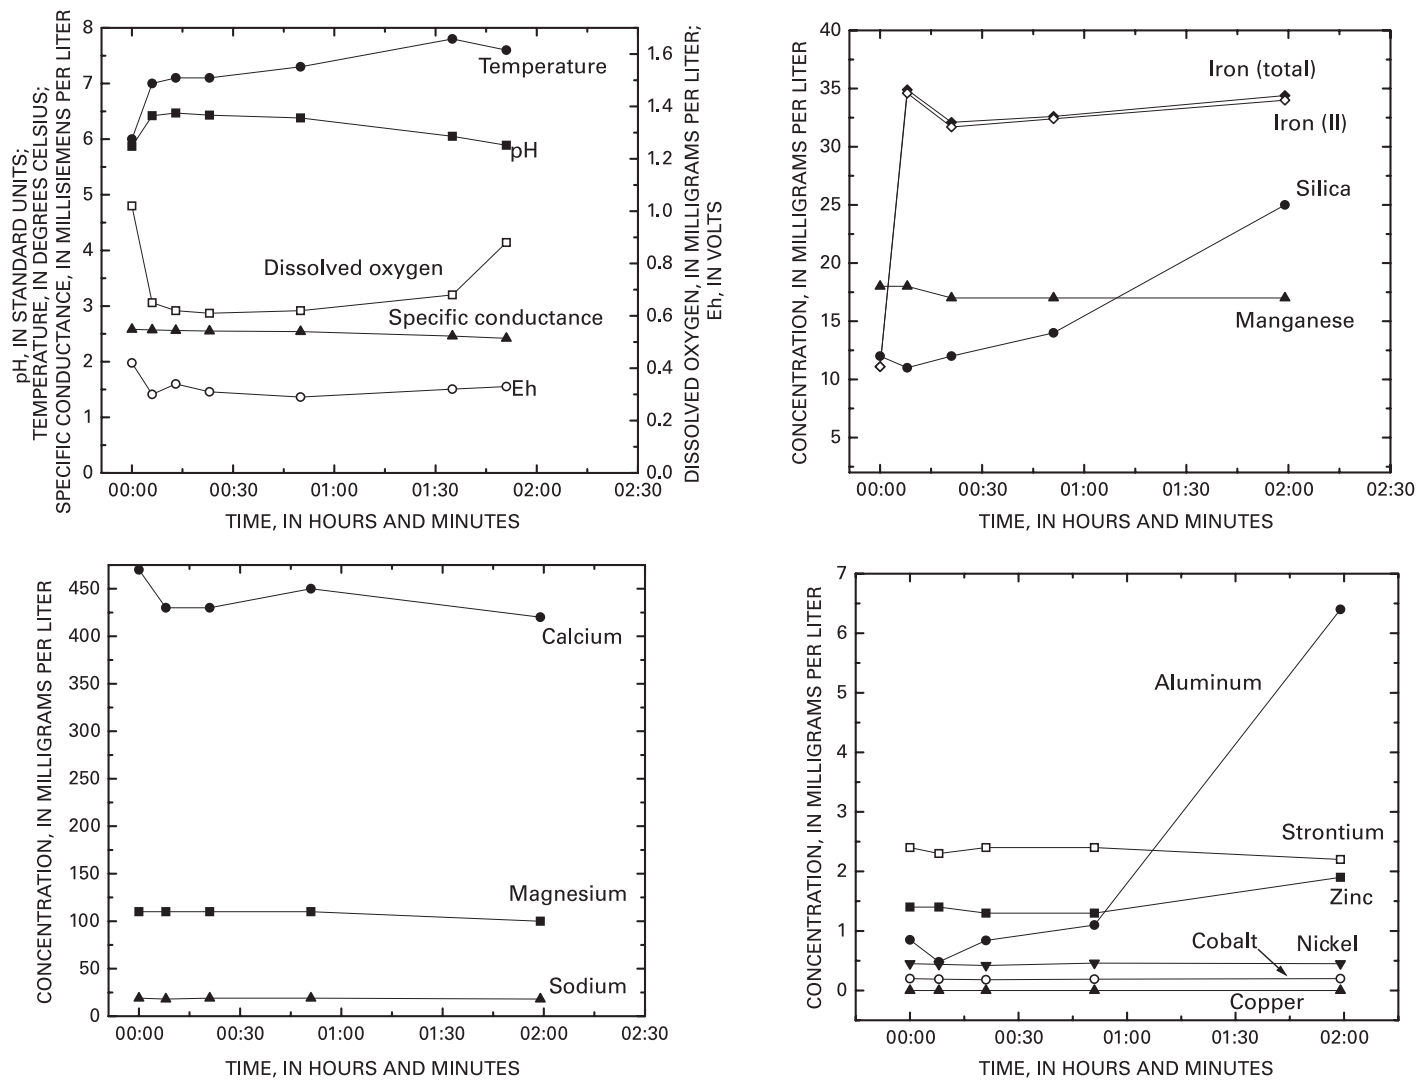 pH, IN STANDARD UNITS;
TEMPERATURE, IN DEGREES CELSIUS;
SPECIFIC CONDUCTANCE, IN MILLISIEMENS PER LITER
8
7
6
5
4
3
2
1
0
Temperature
pH
Dissolved oxygen
Specific conductance
Eh
1.6
1.4
1.2
1.0
0.8
0.6
0.4
0.2
0.0
DISSOLVED OXYGEN, IN MILLIGRAMS PER LITER;
Eh, IN VOLTS
00:00 00:30 01:00 01:30 02:00 02:30
TIME, IN HOURS AND MINUTES
CONCENTRATION, IN MILLIGRAMS PER LITER
40
35
30
25
20
15
10
5
Iron (total)
Iron (II)
Silica
Manganese
00:00 00:30 01:00 01:30 02:00 02:30
TIME, IN HOURS AND MINUTES
CONCENTRATION, IN MILLIGRAMS PER LITER
450
400
350
300
250
200
150
100
50
0
Calcium
Magnesium
Sodium
00:00 00:30 01:00 01:30 02:00 02:30
TIME, IN HOURS AND MINUTES
CONCENTRATION, IN MILLIGRAMS PER LITER
7
6
5
4
3
2
1
0
Aluminum
Strontium
Zinc
Cobalt
Nickel
Copper
00:00 00:30 01:00 01:30 02:00
TIME, IN HOURS AND MINUTES